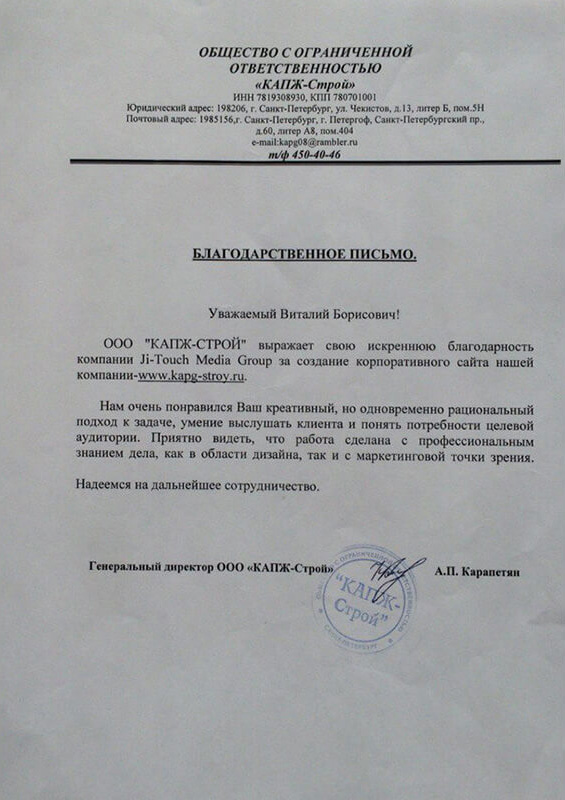 ОБЩЕСТВО С ОГРАНИЧЕННОЙ
ОТВЕТСТВЕННОСТЬЮ
«КАПЖ-Строй»
ИНН 7819308930, КПП 780701001
Юридический адрес: 198206, г. Санкт-Петербург, ул. Чекистов, д.13, литер Б, пом.5Н
Почтовый адрес: 1985156,г. Санкт-Петербург, г. Петергоф, Санкт-Петербургский пр.,
д.60, литер А8, пом.404
e-mail:kapg08@rambler.ru
т/ф 450-40-46
БЛАГОДАРСТВЕННОЕ ПИСЬМО.
Уважаемый Виталий Борисович!
ООО "КАПЖ-СТРОЙ" выражает свою искреннюю благодарность
компании Ji-Touch Media Group за создание корпоративного сайта нашей
компании-www.kapg-stroy.ru.
Нам очень понравился Ваш креативный, но одновременно рациональный
подход к задаче, умение выслушать клиента и понять потребности целевой
аудитории. Приятно видеть, что работа сделана с профессиональным
знанием дела, как в области дизайна, так и с маркетинговой точки зрения.
Надеемся на дальнейшее сотрудничество.
Генеральный директор ООО «КАПЖ-Строй»
А.П. Карапетян
С ОГРАНИЧЕННОЙ ОТВЕТСТВЕННОСТЬЮ
"КАПЖ-
Строй"
САНКТ-ПЕТЕРБУРГ